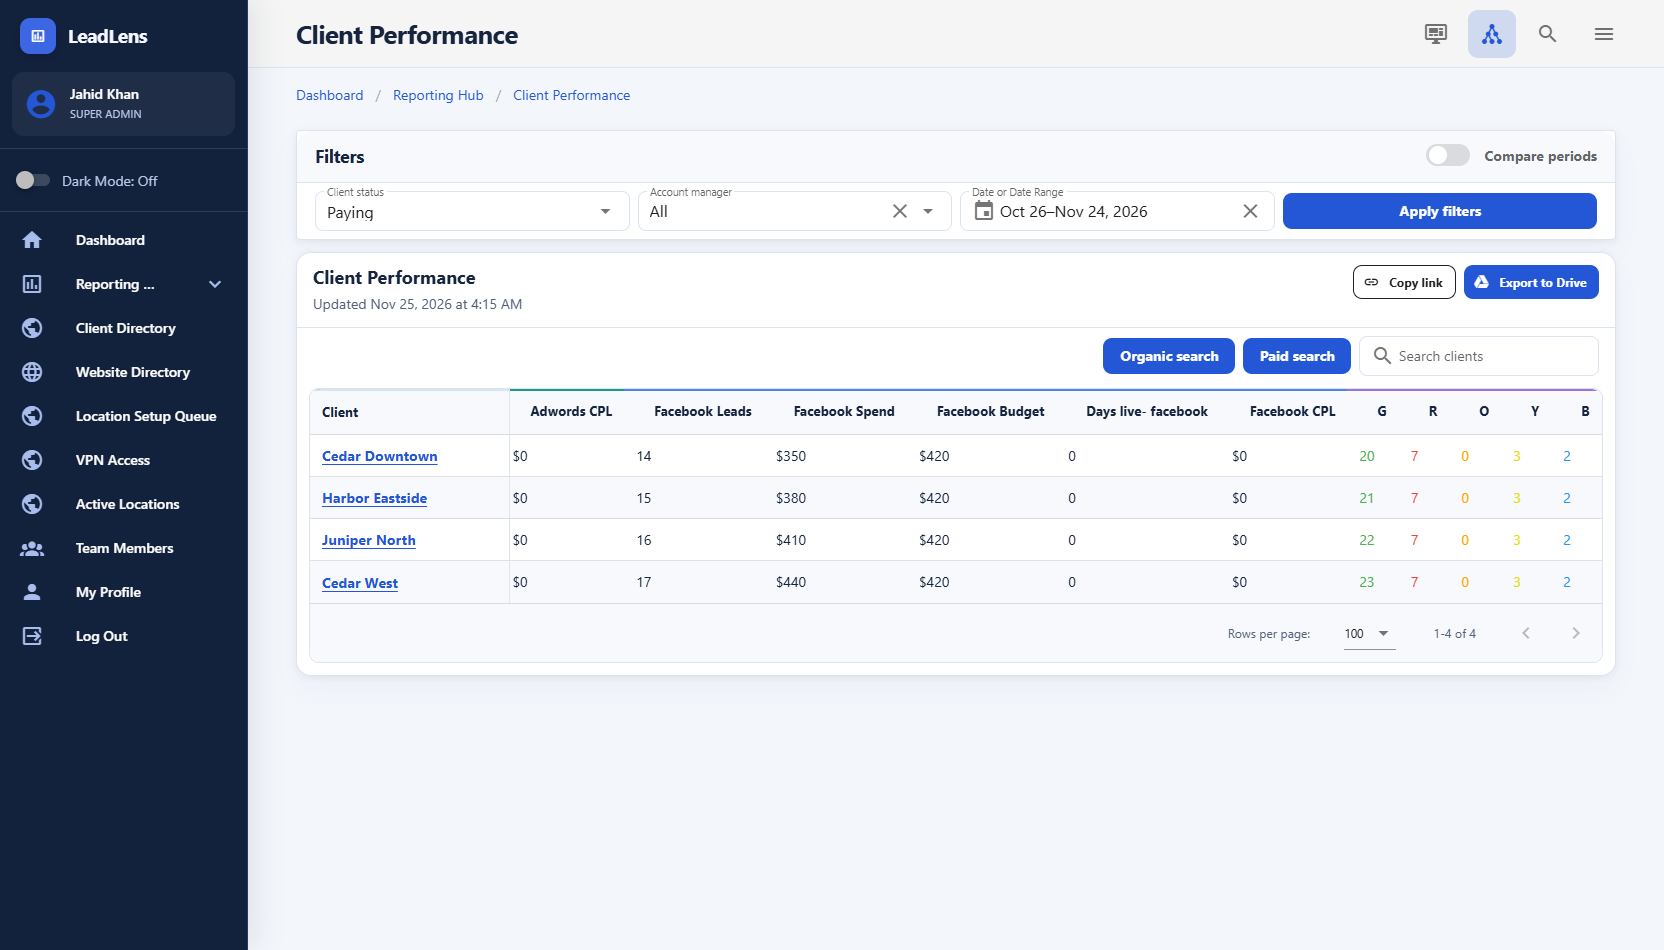 LeadLens
Jahid Khan
SUPER ADMIN
Dark Mode: Off
Dashboard
Reporting ...
Client Directory
Website Directory
Location Setup Queue
VPN Access
Active Locations
Team Members
My Profile
Log Out
Client Performance
Dashboard / Reporting Hub / Client Performance
Filters
Compare periods
Client status
Paying
Account manager
All
Date or Date Range
Oct 26–Nov 24, 2026
Apply filters
Client Performance
Updated Nov 25, 2026 at 4:15 AM
Copy link
Export to Drive
Organic search
Paid search
Search clients
Client Adwords CPL Facebook Leads Facebook Spend Facebook Budget Days live- facebook Facebook CPL G R O Y B
Cedar Downtown $0 14 $350 $420 0 $0 20 7 0 3 2
Harbor Eastside $0 15 $380 $420 0 $0 21 7 0 3 2
Juniper North $0 16 $410 $420 0 $0 22 7 0 3 2
Cedar West $0 17 $440 $420 0 $0 23 7 0 3 2
Rows per page: 100 1-4 of 4